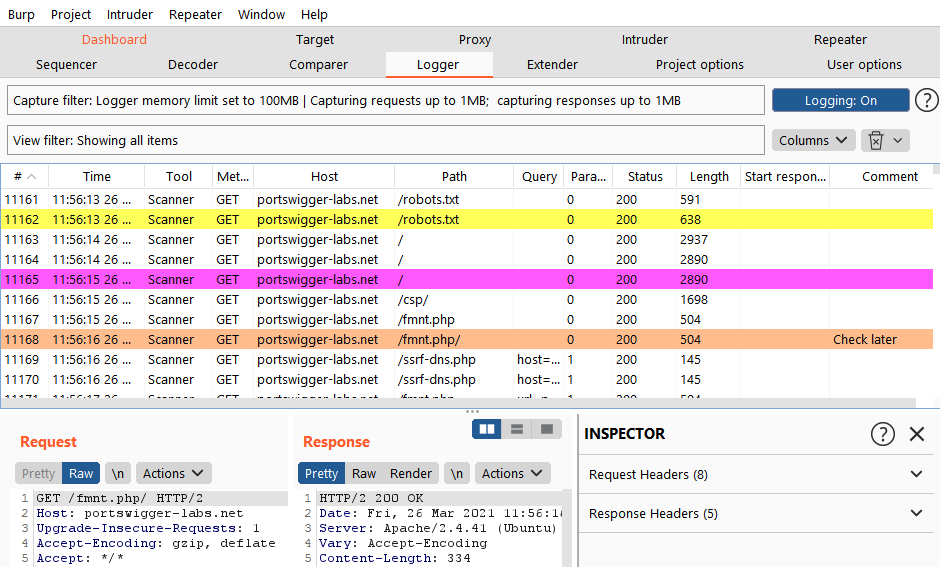 Burp Project Intruder Repeater Window Help
Dashboard Target Proxy Intruder Repeater
Sequencer Decoder Comparer Logger Extender Project options User options
Capture filter: Logger memory limit set to 100MB | Capturing requests up to 1MB; capturing responses up to 1MB Logging: On ?
View filter: Showing all items Columns
# Time Tool Met... Host Path Query Para... Status Length Start respon... Comment
11161 11:56:13 26 ... Scanner GET portswigger-labs.net /robots.txt 0 200 591
11162 11:56:13 26 ... Scanner GET portswigger-labs.net /robots.txt 0 200 638
11163 11:56:14 26 ... Scanner GET portswigger-labs.net / 0 200 2937
11164 11:56:14 26 ... Scanner GET portswigger-labs.net / 0 200 2890
11165 11:56:15 26 ... Scanner GET portswigger-labs.net / 0 200 2890
11166 11:56:15 26 ... Scanner GET portswigger-labs.net /csp/ 0 200 1698
11167 11:56:15 26 ... Scanner GET portswigger-labs.net /fmnt.php 0 200 504
11168 11:56:16 26 ... Scanner GET portswigger-labs.net /fmnt.php/ 0 200 504 Check later
11169 11:56:16 26 ... Scanner GET portswigger-labs.net /ssrf-dns.php host=... 1 200 145
11170 11:56:16 26 ... Scanner GET portswigger-labs.net /ssrf-dns.php host=... 1 200 145
Request
Pretty Raw \n Actions
1 GET /fmnt.php/ HTTP/2
2 Host: portswigger-labs.net
3 Upgrade-Insecure-Requests: 1
4 Accept-Encoding: gzip, deflate
5 Accept: */*
Response
Pretty Raw Render \n Actions
1 HTTP/2 200 OK
2 Date: Fri, 26 Mar 2021 11:56:16
3 Server: Apache/2.4.41 (Ubuntu)
4 Vary: Accept-Encoding
5 Content-Length: 334
INSPECTOR ?
Request Headers (8)
Response Headers (5)